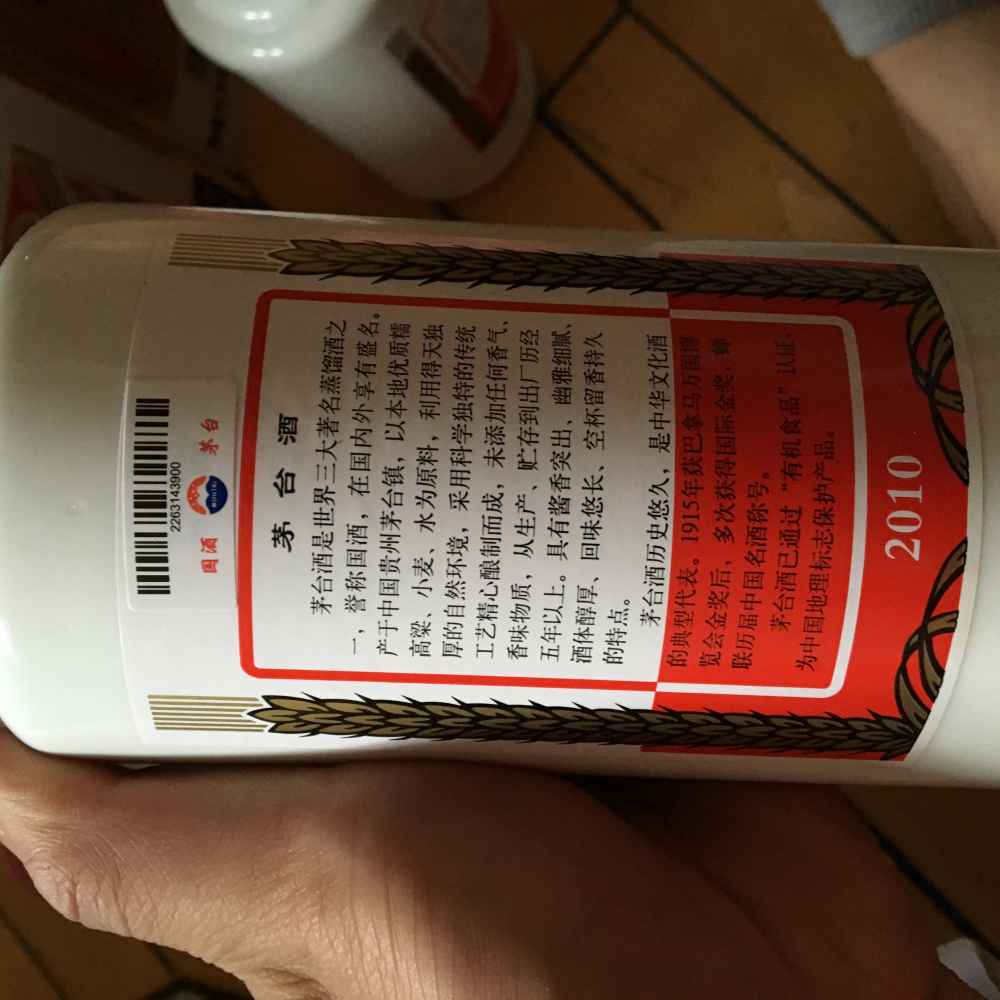 2263143900
国酒 MOUTAI 茅台
茅台酒
茅台酒是世界三大著名蒸馏酒之
一，誉称国酒，在国内外享有盛名。
产于中国贵州茅台镇，以本地优质糯
高粱、小麦、水为原料，利用得天独
厚的自然环境，采用科学独特的传统
工艺精心酿制而成，未添加任何香气、
香味物质，从生产、贮存到出厂历经
五年以上。具有酱香突出、幽雅细腻、
酒体醇厚、回味悠长、空杯留香持久
的特点。
茅台酒历史悠久，是中华文化酒
的典型代表。1915年获巴拿马万国博
览会金奖后，多次获得国际金奖，蝉
联历届中国名酒称号。
茅台酒已通过“有机食品”认证、
为中国地理标志保护产品。
2010